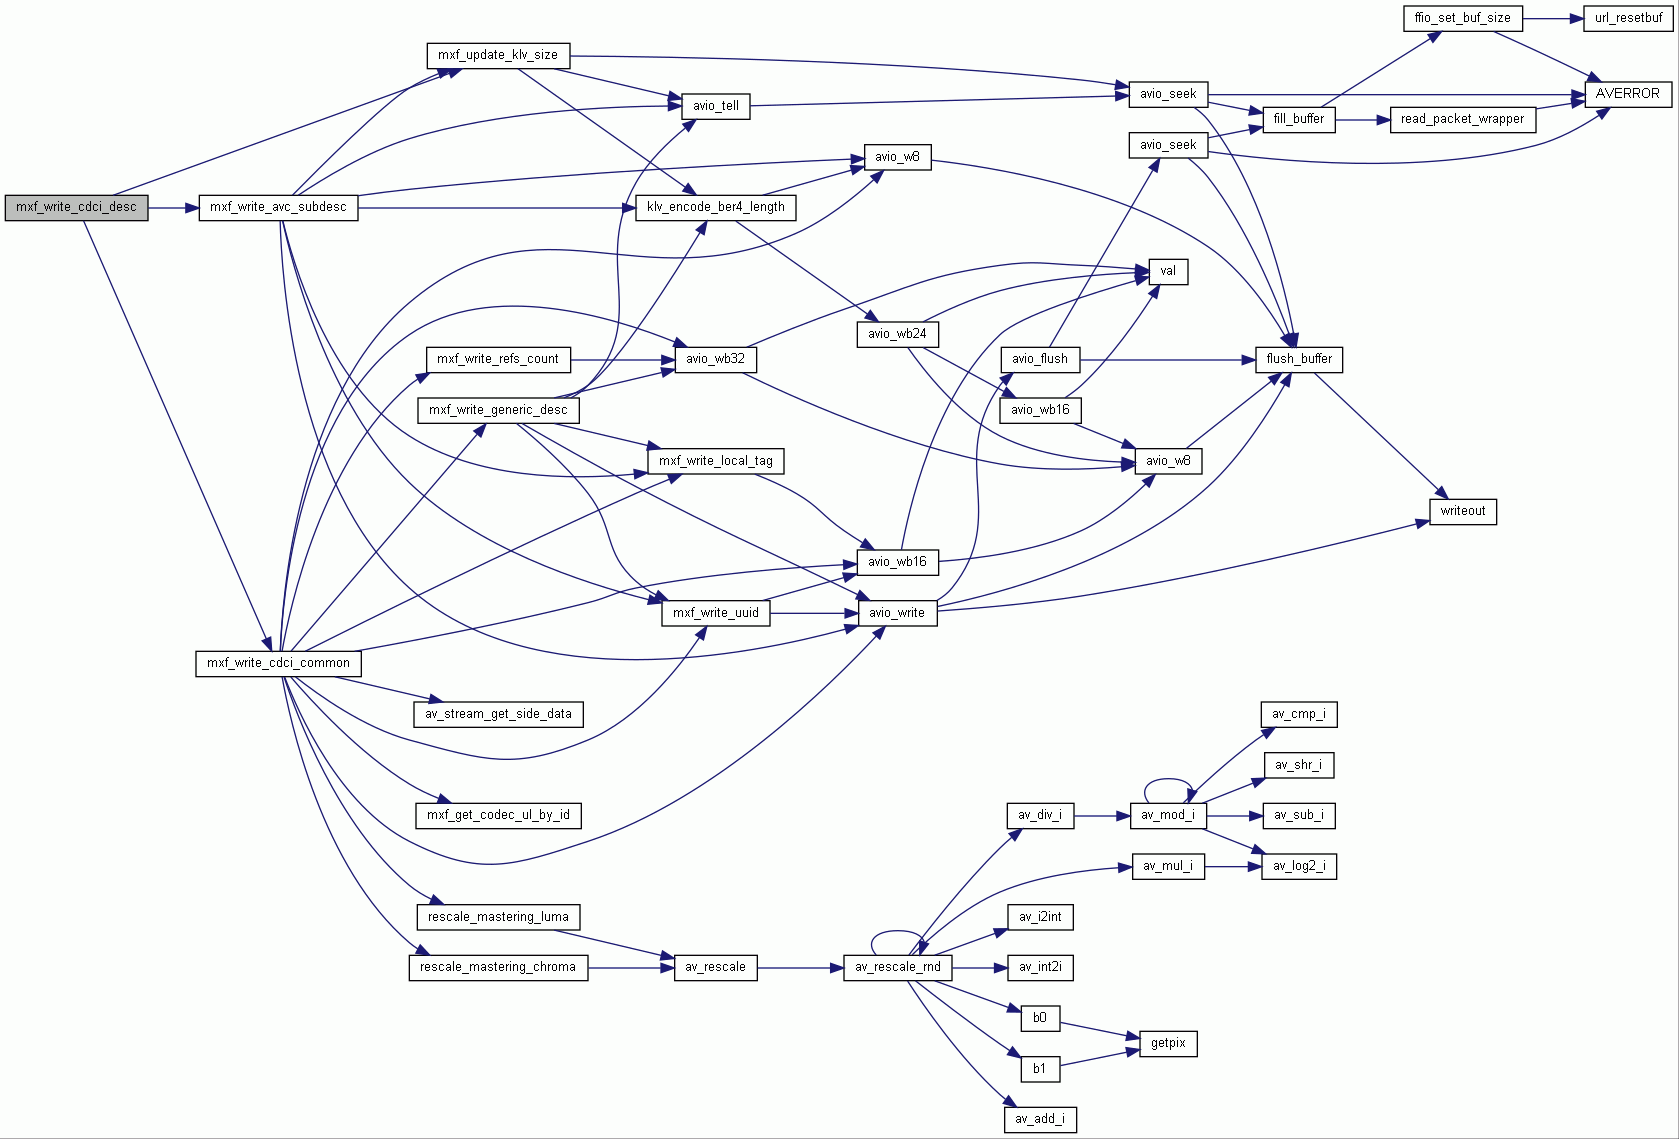 ffio_set_buf_size
url_resetbuf
mxf_update_klv_size
avio_tell
avio_seek
AVERROR
fill_buffer
read_packet_wrapper
avio_seek
avio_w8
mxf_write_cdci_desc
mxf_write_avc_subdesc
klv_encode_ber4_length
val
avio_wb24
mxf_write_refs_count
avio_wb32
avio_flush
flush_buffer
mxf_write_generic_desc
avio_wb16
mxf_write_local_tag
avio_w8
writeout
avio_wb16
mxf_write_uuid
avio_write
mxf_write_cdci_common
av_stream_get_side_data
av_cmp_i
av_shr_i
mxf_get_codec_ul_by_id
av_div_i
av_mod_i
av_sub_i
av_mul_i
av_log2_i
rescale_mastering_luma
av_i2int
rescale_mastering_chroma
av_rescale
av_rescale_rnd
av_int2i
b0
getpix
b1
av_add_i